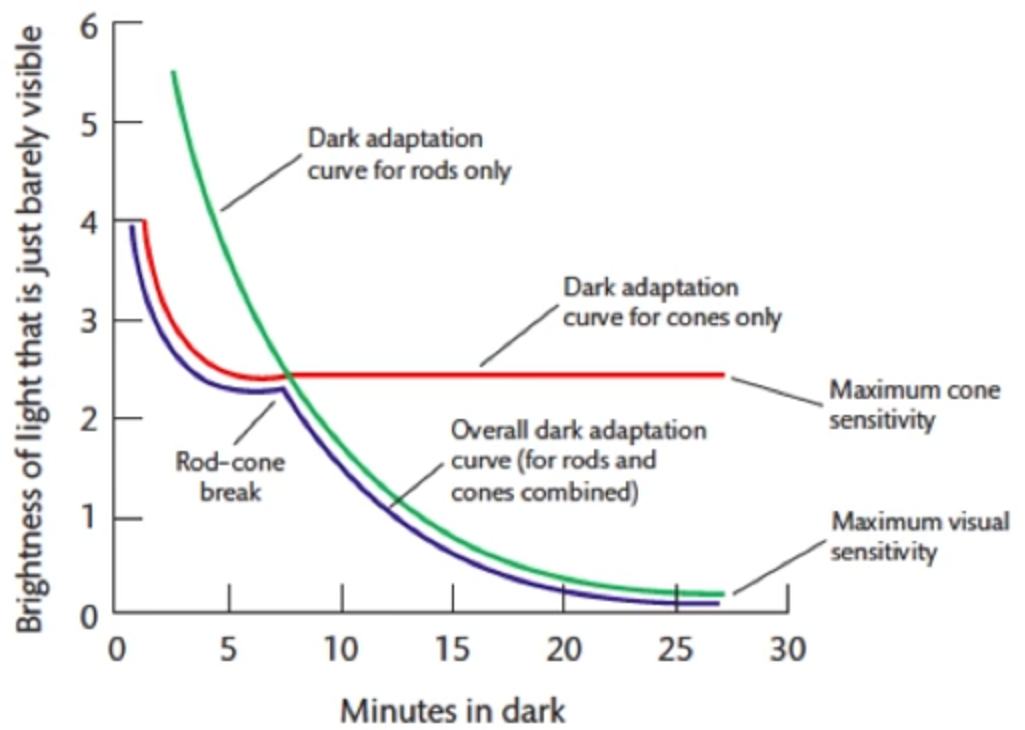 Brightness of light that is just barely visible
6
5
4
3
2
1
0
Dark adaptation
curve for rods only
Dark adaptation
curve for cones only
Maximum cone
sensitivity
Rod-cone
break
Overall dark adaptation
curve (for rods and
cones combined)
Maximum visual
sensitivity
0 5 10 15 20 25 30
Minutes in dark